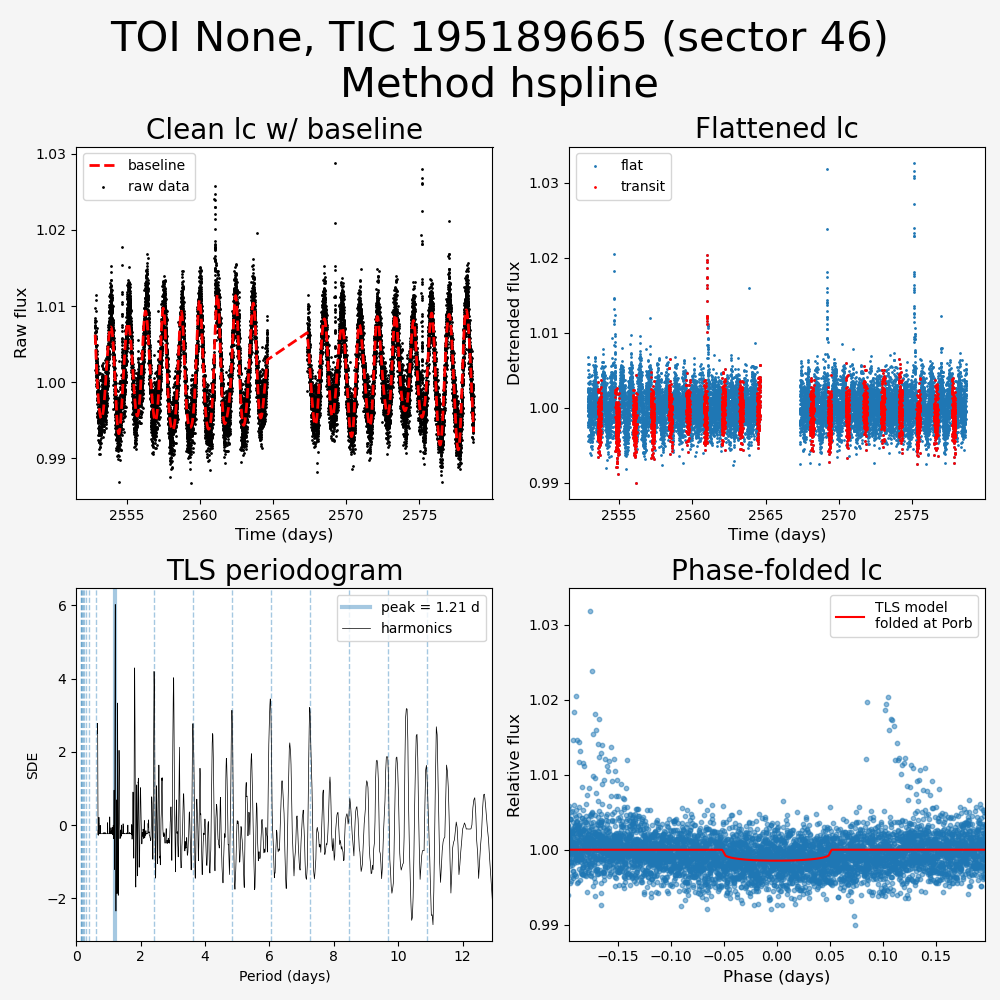 TOI None, TIC 195189665 (sector 46)
Method hspline
Clean lc w/ baseline
baseline
raw data
1.03
1.02
1.01
1.00
0.99
Raw flux
2555
2560
2565
2570
2575
Time (days)
Flattened lc
flat
transit
1.03
1.02
1.01
1.00
0.99
Detrended flux
2555
2560
2565
2570
2575
Time (days)
TLS periodogram
peak = 1.21 d
harmonics
6
4
2
0
−2
SDE
0
2
4
6
8
10
12
Period (days)
Phase-folded lc
TLS model
folded at Porb
1.03
1.02
1.01
1.00
0.99
Relative flux
−0.15
−0.10
−0.05
0.00
0.05
0.10
0.15
Phase (days)